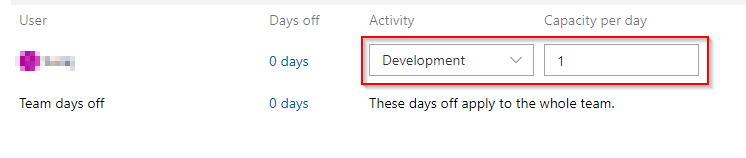 User Days off Activity Capacity per day
0 days Development 1
Team days off 0 days These days off apply to the whole team.